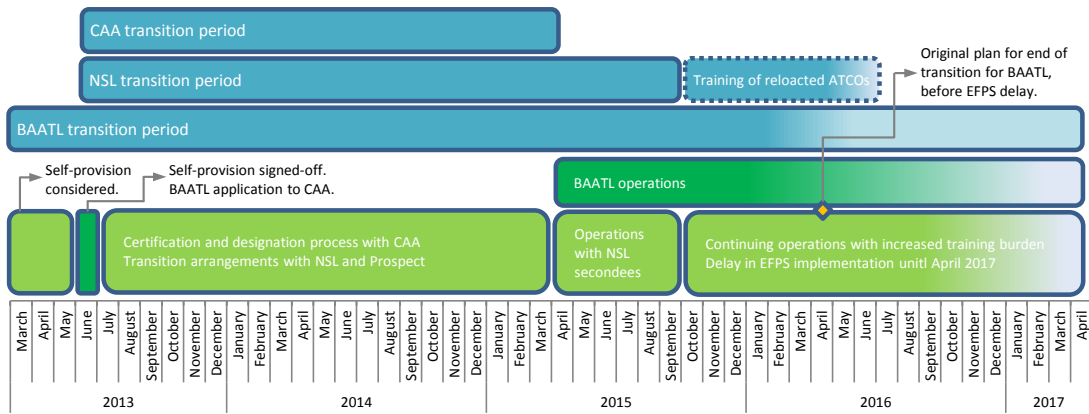 CAA transition period
NSL transition period
Training of reloacted ATCOs
Original plan for end of
transition for BAATL,
before EFPS delay.
BAATL transition period
Self-provision
considered.
Self-provision signed-off.
BAATL application to CAA.
BAATL operations
Certification and designation process with CAA
Transition arrangements with NSL and Prospect
Operations
with NSL
secondees
Continuing operations with increased training burden
Delay in EFPS implementation unitl April 2017
March
April
May
June
July
August
September
October
November
December
January
February
March
April
May
June
July
August
September
October
November
December
January
February
March
April
May
June
July
August
September
October
November
December
January
February
March
April
May
June
July
August
September
October
November
December
January
February
March
April
2013
2014
2015
2016
2017